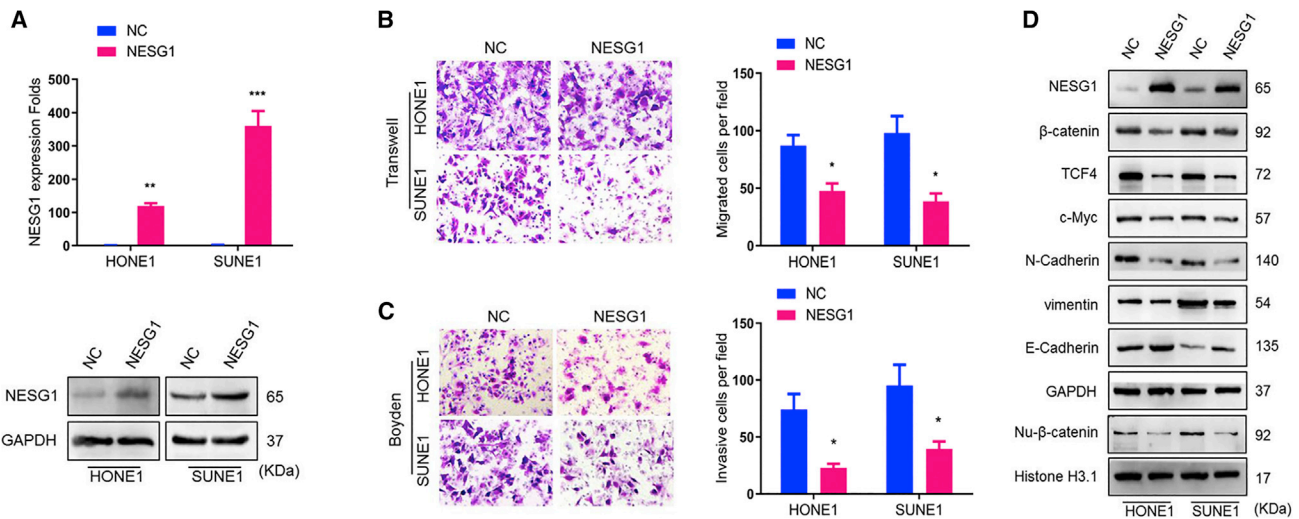 A
NC
NESG1
NESG1 expression Folds
500
400
300
200
100
0
**
***
HONE1 SUNE1
NC NESG1 NC NESG1
NESG1 65
GAPDH 37
HONE1 SUNE1 (KDa)
B
NC NESG1
Transwell
HONE1
SUNE1
NC
NESG1
Migrated cells per field
150
100
50
0
*
*
HONE1 SUNE1
C
NC NESG1
Boyden
HONE1
SUNE1
NC
NESG1
Invasive cells per field
150
100
50
0
*
*
HONE1 SUNE1
D
NC NESG1 NC NESG1
NESG1 65
β-catenin 92
TCF4 72
c-Myc 57
N-Cadherin 140
vimentin 54
E-Cadherin 135
GAPDH 37
Nu-β-catenin 92
Histone H3.1 17
HONE1 SUNE1 (KDa)